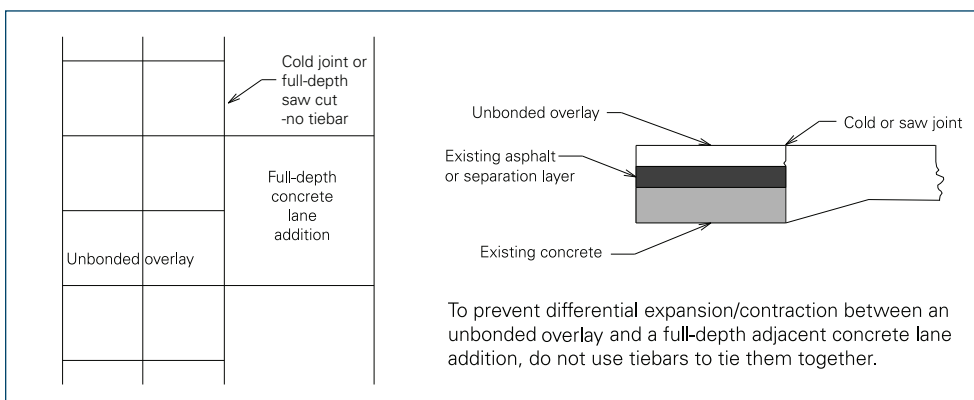 Cold joint or
full-depth
saw cut
-no tiebar
Full-depth
concrete
lane
addition
Unbonded overlay
Unbonded overlay
Cold or saw joint
Existing asphalt
or separation layer
Existing concrete
To prevent differential expansion/contraction between an
unbonded overlay and a full-depth adjacent concrete lane
addition, do not use tiebars to tie them together.